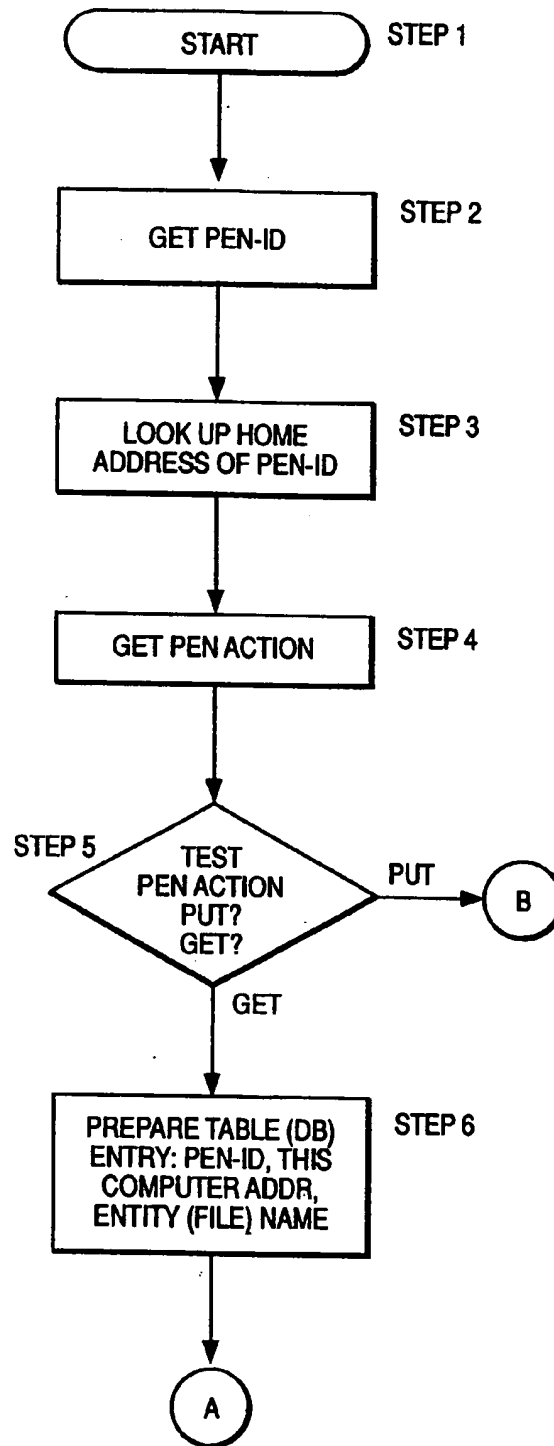 START
STEP 1
GET PEN-ID
STEP 2
LOOK UP HOME
ADDRESS OF PEN-ID
STEP 3
GET PEN ACTION
STEP 4
STEP 5
TEST
PEN ACTION
PUT?
GET?
PUT
B
GET
PREPARE TABLE (DB)
ENTRY: PEN-ID, THIS
COMPUTER ADDR,
ENTITY (FILE) NAME
STEP 6
A